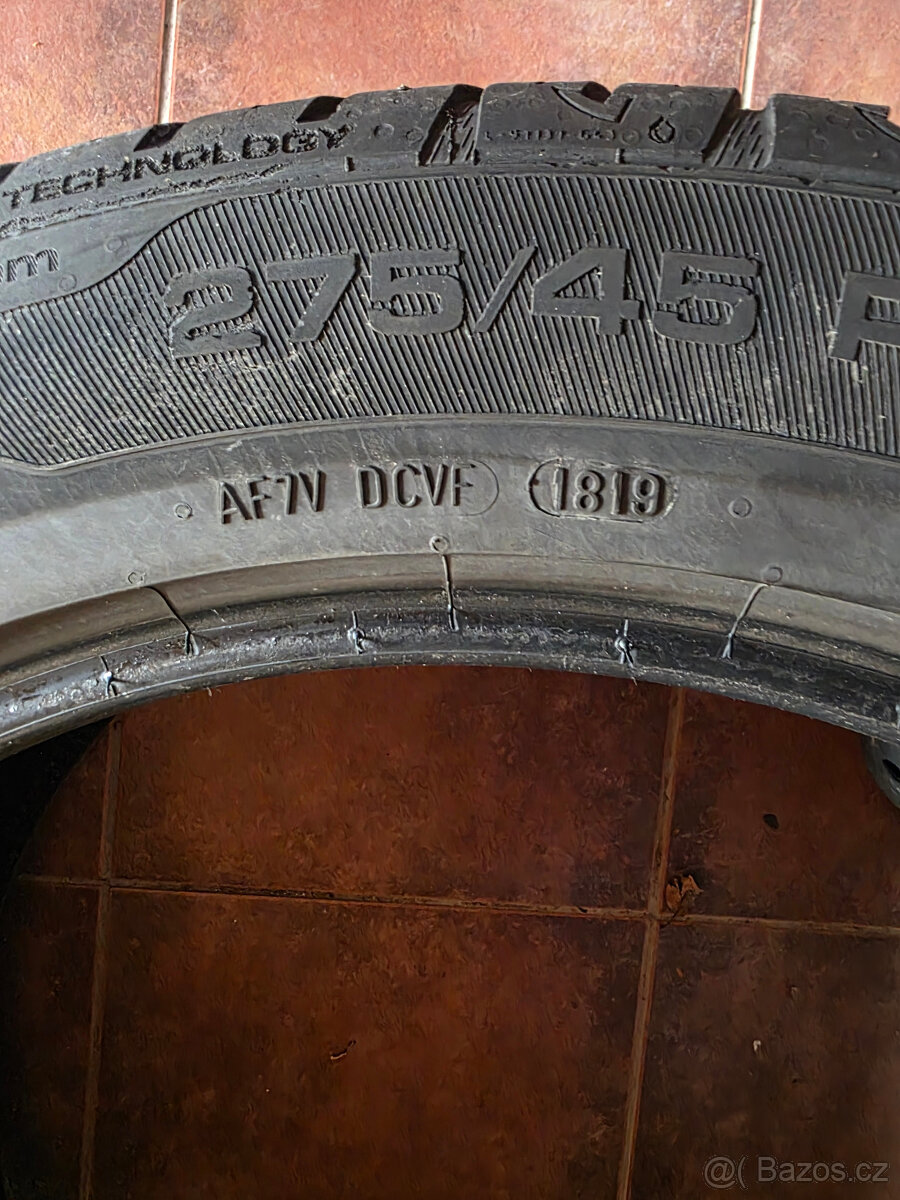 TECHNOLOGY
275/45 R
AF7V DCVF 1819
@( Bazos.cz